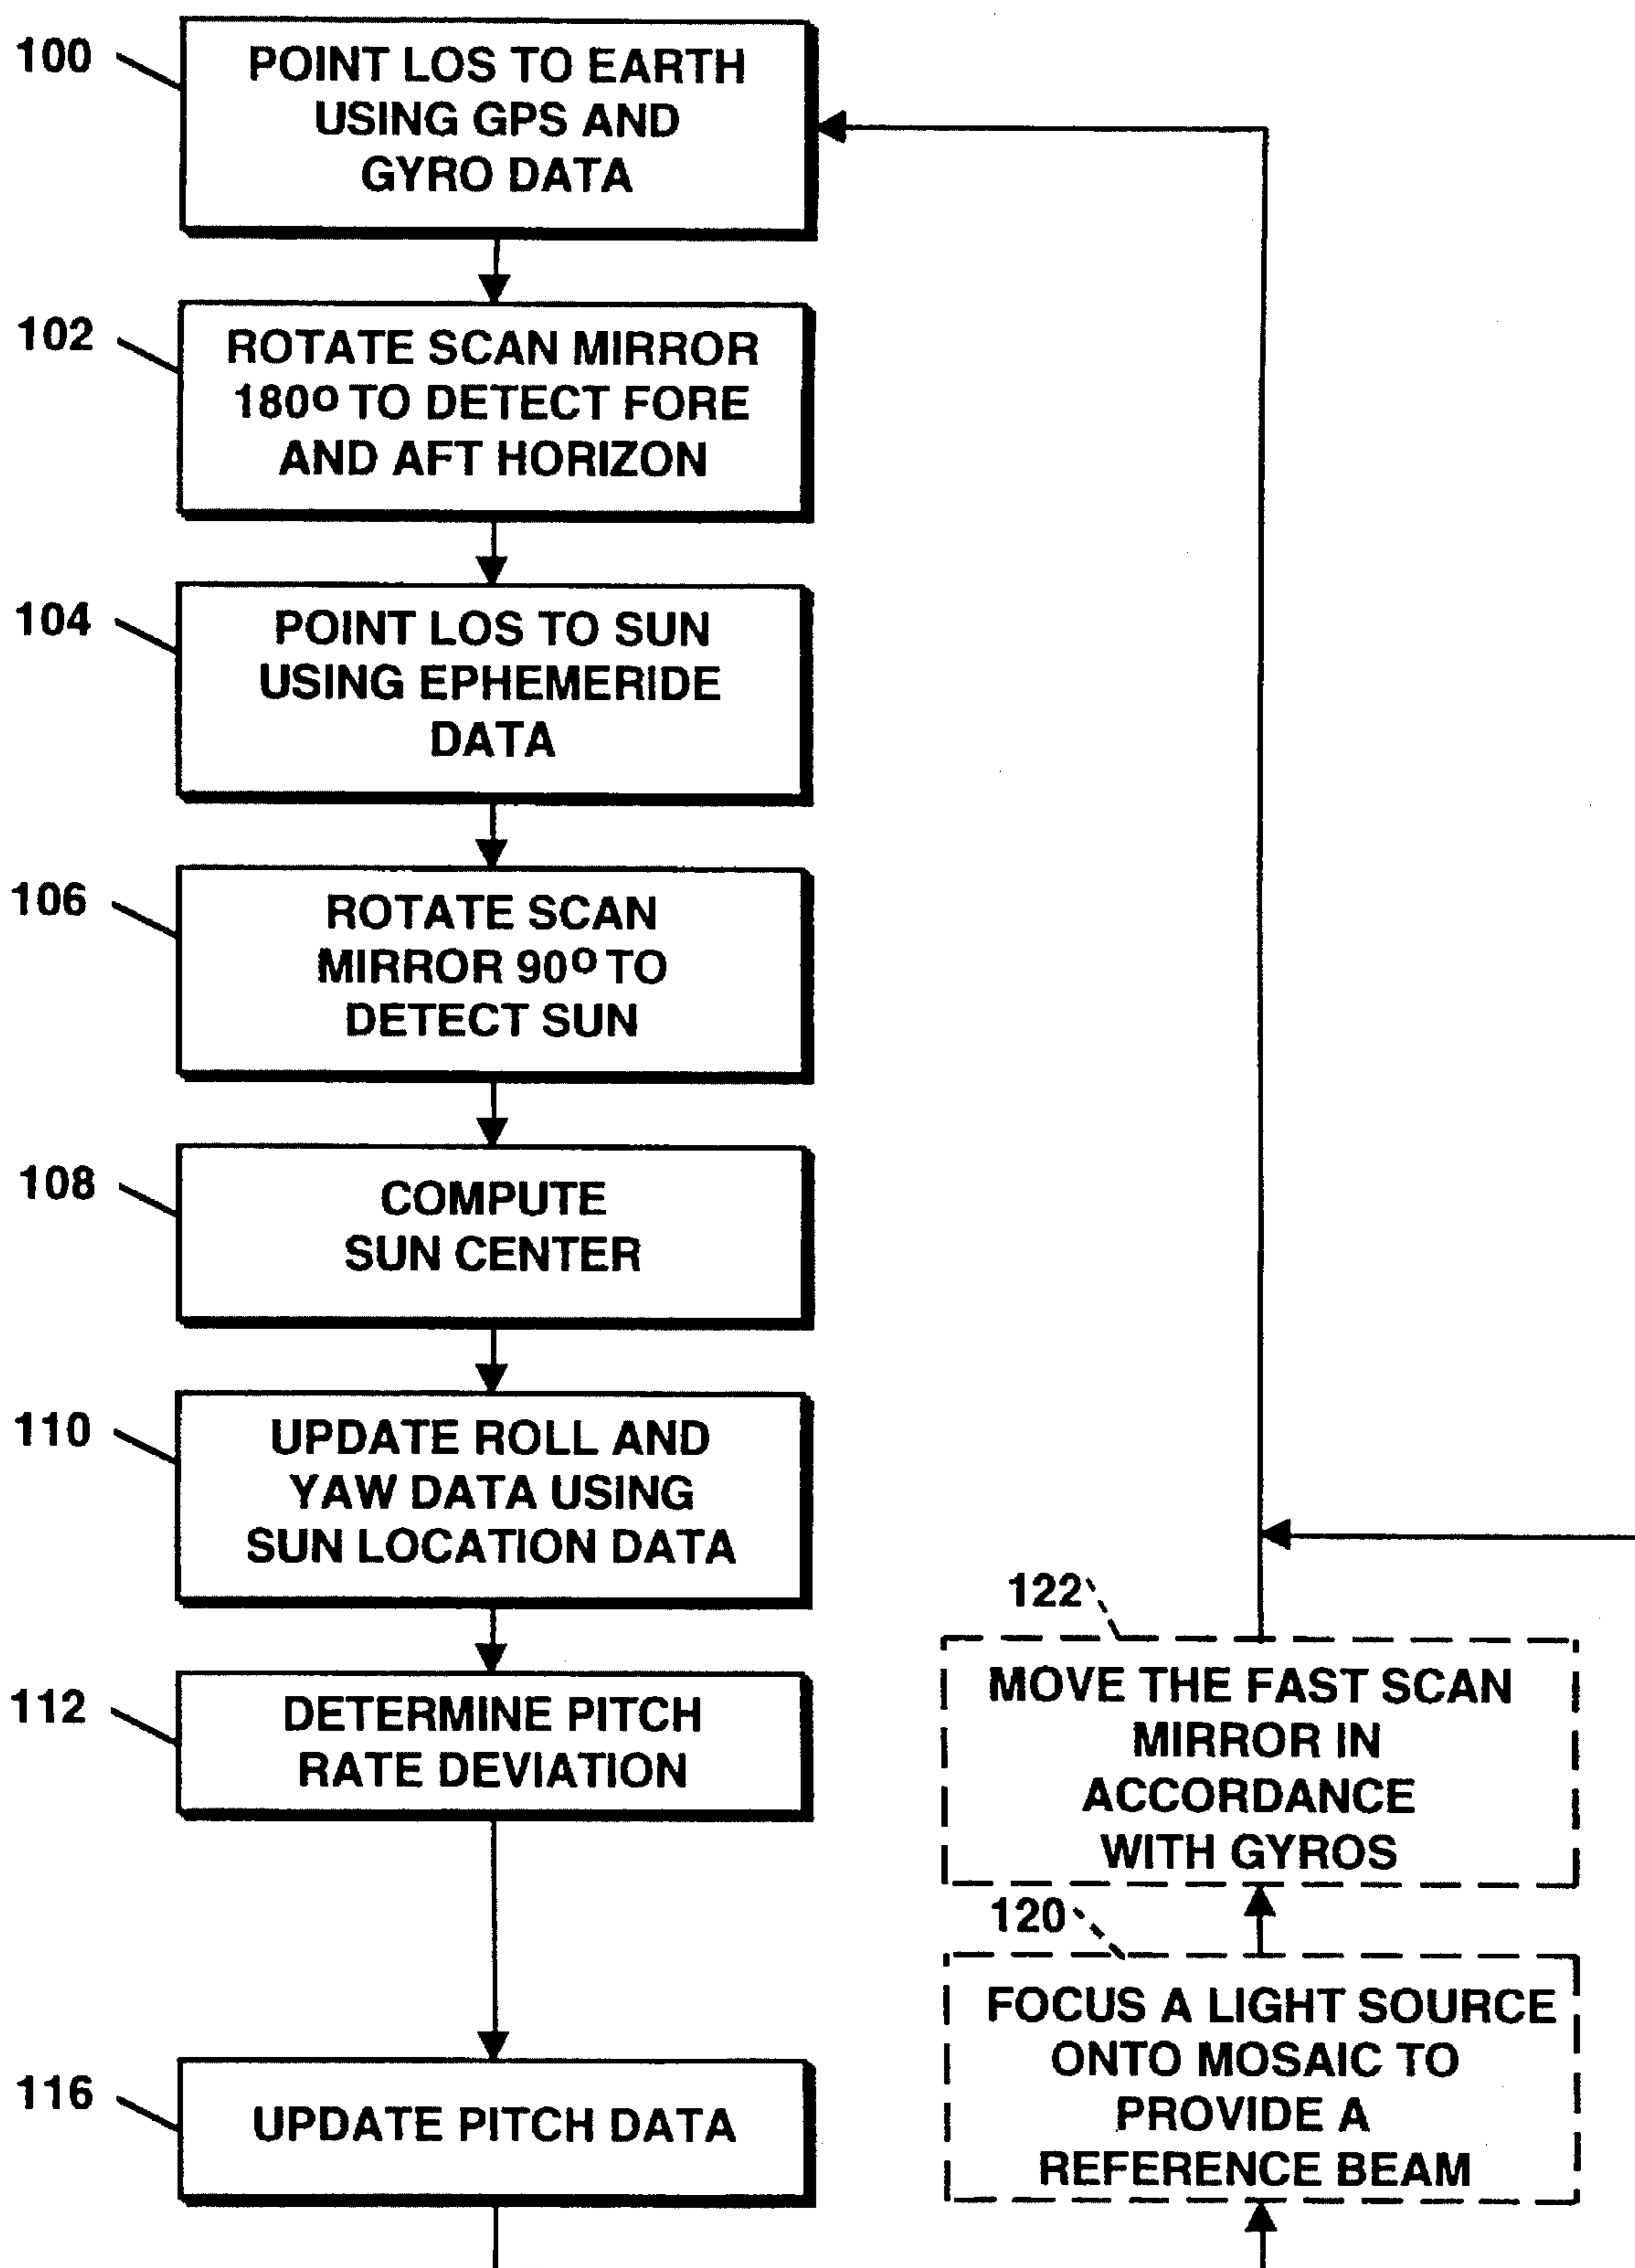 100
POINT LOS TO EARTH
USING GPS AND
GYRO DATA
102
ROTATE SCAN MIRROR
180º TO DETECT FORE
AND AFT HORIZON
104
POINT LOS TO SUN
USING EPHEMERIDE
DATA
106
ROTATE SCAN
MIRROR 90º TO
DETECT SUN
108
COMPUTE
SUN CENTER
110
UPDATE ROLL AND
YAW DATA USING
SUN LOCATION DATA
112
DETERMINE PITCH
RATE DEVIATION
116
UPDATE PITCH DATA
122
MOVE THE FAST SCAN
MIRROR IN
ACCORDANCE
WITH GYROS
120
FOCUS A LIGHT SOURCE
ONTO MOSAIC TO
PROVIDE A
REFERENCE BEAM